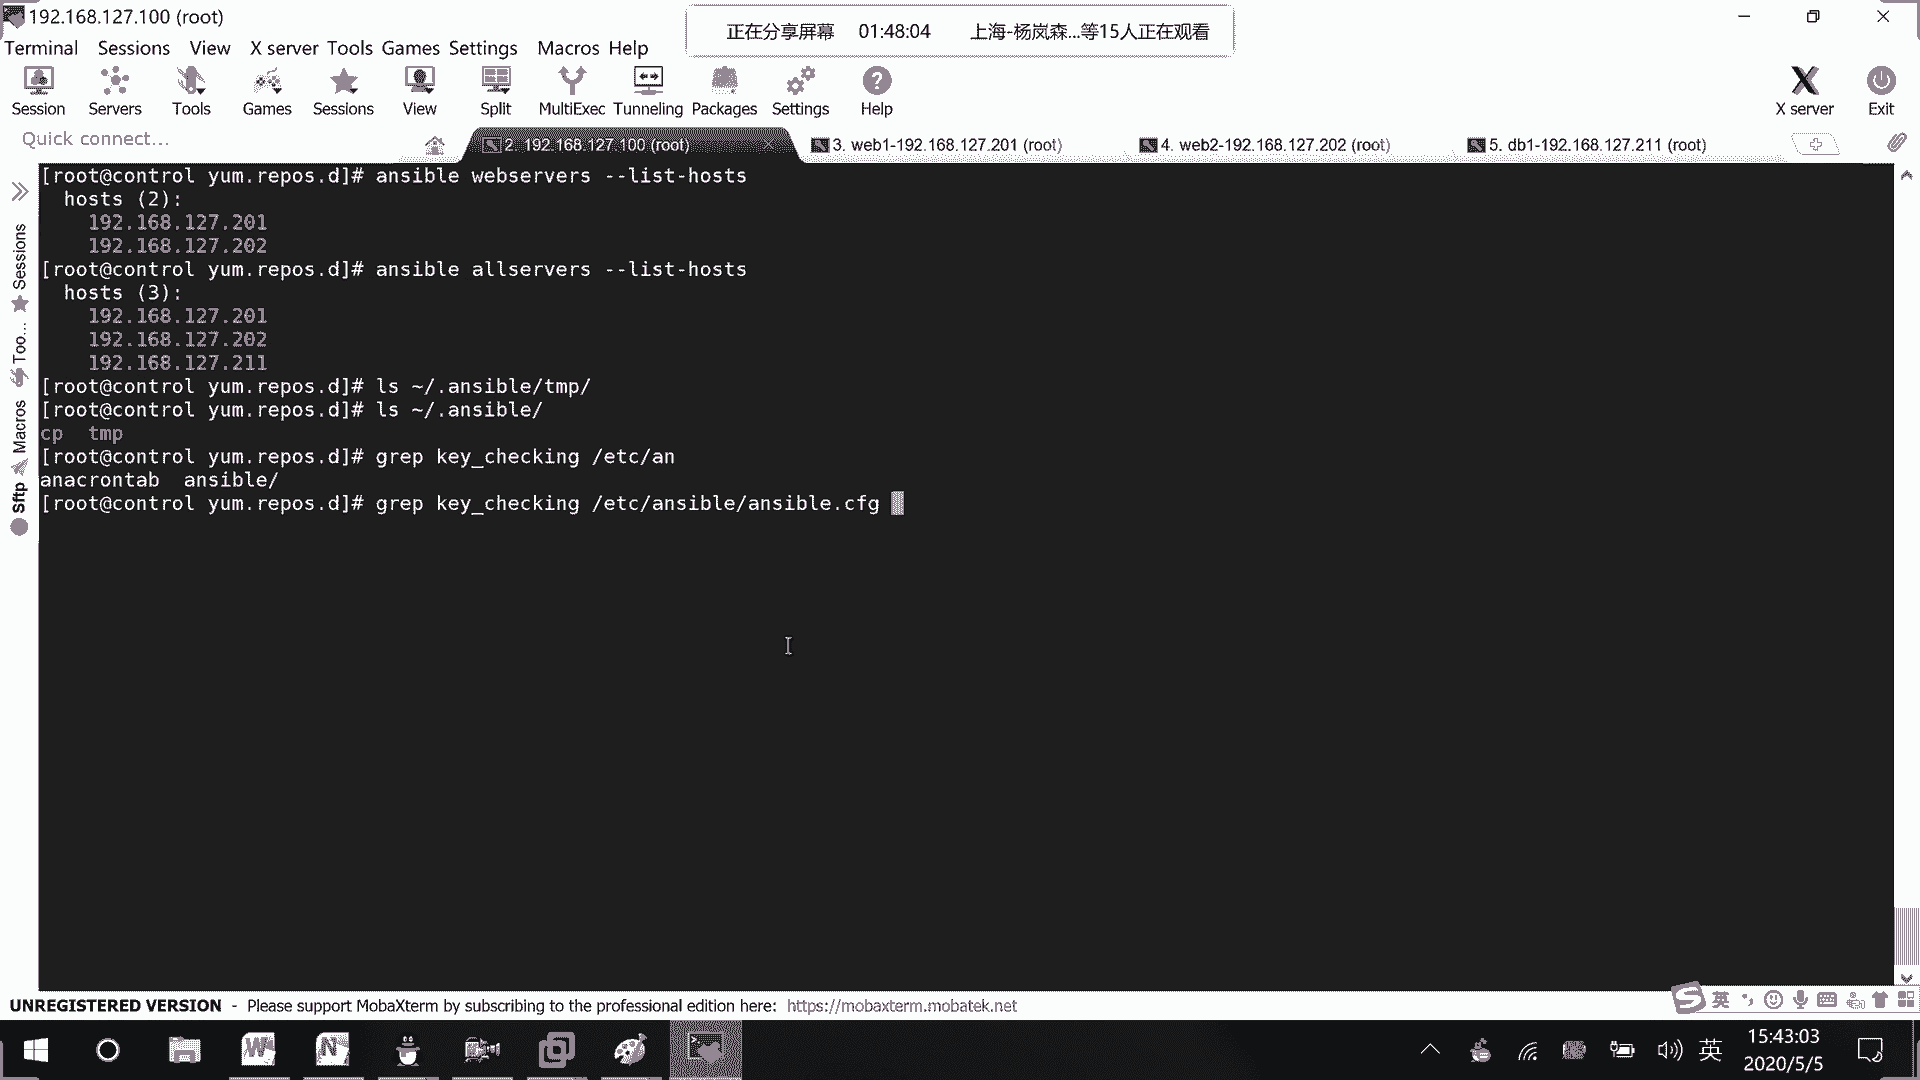 192.168.127.100 (root)
正在分享屏幕 01:48:04 上海-杨岚森...等15人正在观看
Terminal Sessions View X server Tools Games Settings Macros Help
Session Servers Tools Games Sessions View Split MultiExec Tunneling Packages Settings Help X server Exit
Quick connect...
2. 192.168.127.100 (root)
3. web1-192.168.127.201 (root)
4. web2-192.168.127.202 (root)
5. db1-192.168.127.211 (root)
Sessions
Too...
Macros
Sftp
[root@control yum.repos.d]# ansible webservers --list-hosts
hosts (2):
192.168.127.201
192.168.127.202
[root@control yum.repos.d]# ansible allservers --list-hosts
hosts (3):
192.168.127.201
192.168.127.202
192.168.127.211
[root@control yum.repos.d]# ls ~/.ansible/tmp/
[root@control yum.repos.d]# ls ~/.ansible/
cp tmp
[root@control yum.repos.d]# grep key_checking /etc/an
anacrontab ansible/
[root@control yum.repos.d]# grep key_checking /etc/ansible/ansible.cfg
UNREGISTERED VERSION - Please support MobaXterm by subscribing to the professional edition here: https://mobaxterm.mobatek.net
英
英
15:43:03
2020/5/5